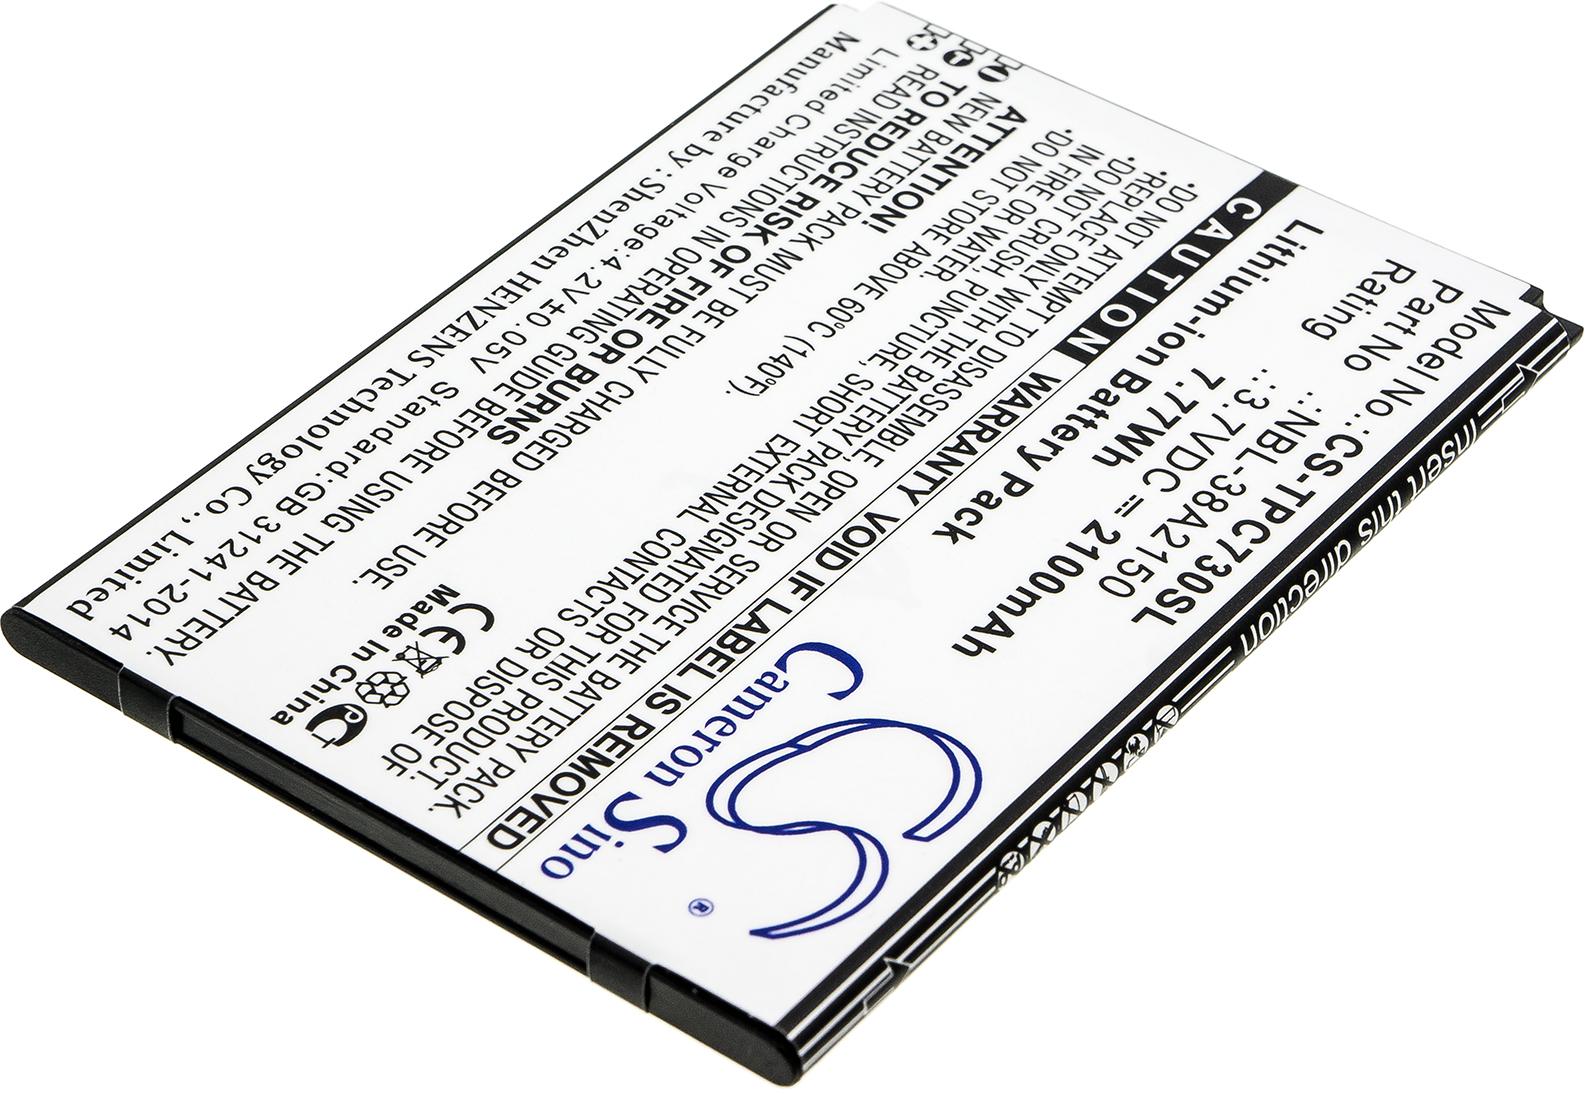 Model No.: CS-TPC730SL
Part No : NBL-38A2150
Rating : 3.7VDC 2100mAh
7.77Wh
Lithium-ion Battery Pack
CAUTION WARRANTY VOID IF LABEL IS REMOVED
•DO NOT ATTEMPT TO DISASSEMBLE, OPEN OR SERVICE THE BATTERY PACK.
•REPLACE ONLY WITH THE BATTERY PACK DESIGNATED FOR THIS PRODUCT.
•DO NOT CRUSH, PUNCTURE, SHORT EXTERNAL CONTACTS OR DISPOSE OF
IN FIRE OR WATER.
•DO NOT STORE ABOVE 60°C (140°F).
ATTENTION!
NEW BATTERY PACK MUST BE FULLY CHARGED BEFORE USE.
TO REDUCE RISK OF FIRE OR BURNS
READ INSTRUCTIONS IN OPERATING GUIDE BEFORE USING THE BATTERY.
Limited Charge Voltage:4.2V±0.05V Standard:GB 31241-2014
Manufacture by : ShenZhen HENZENS Technology Co., Limited
CE
Made In China
CS
Cameron Sino
®
Insert this direction